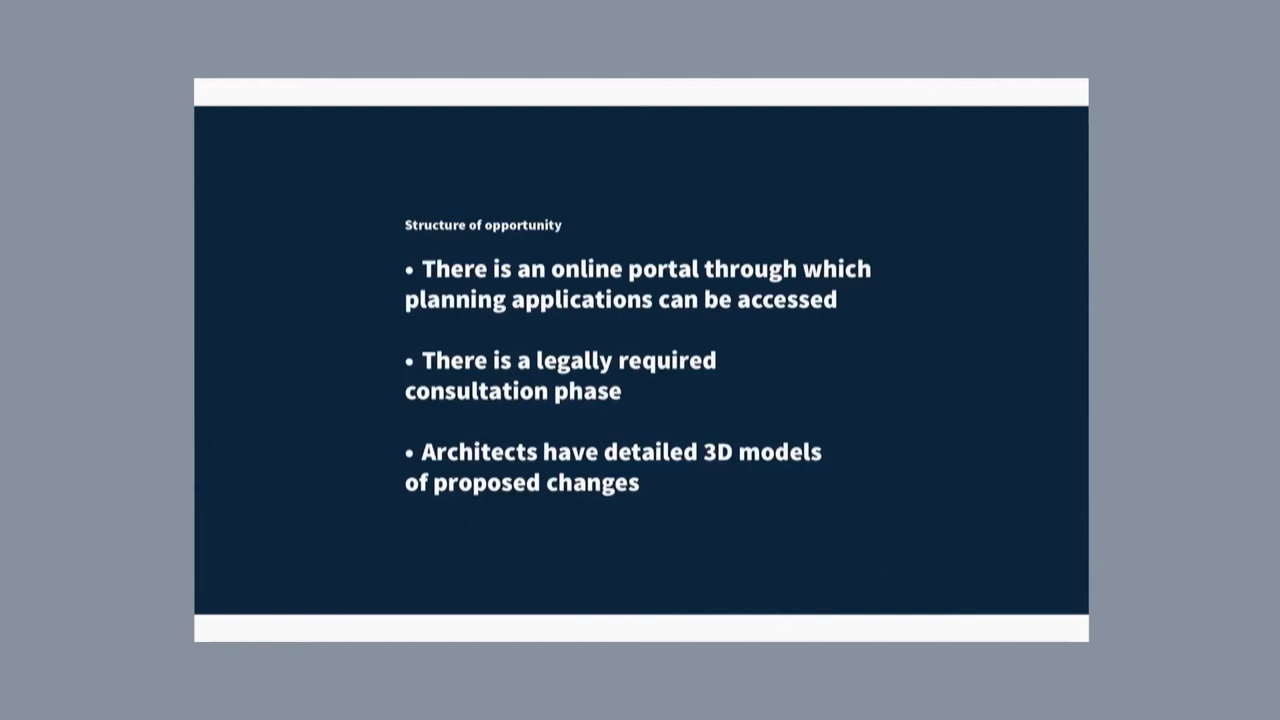 Structure of opportunity
• There is an online portal through which
planning applications can be accessed
• There is a legally required
consultation phase
• Architects have detailed 3D models
of proposed changes